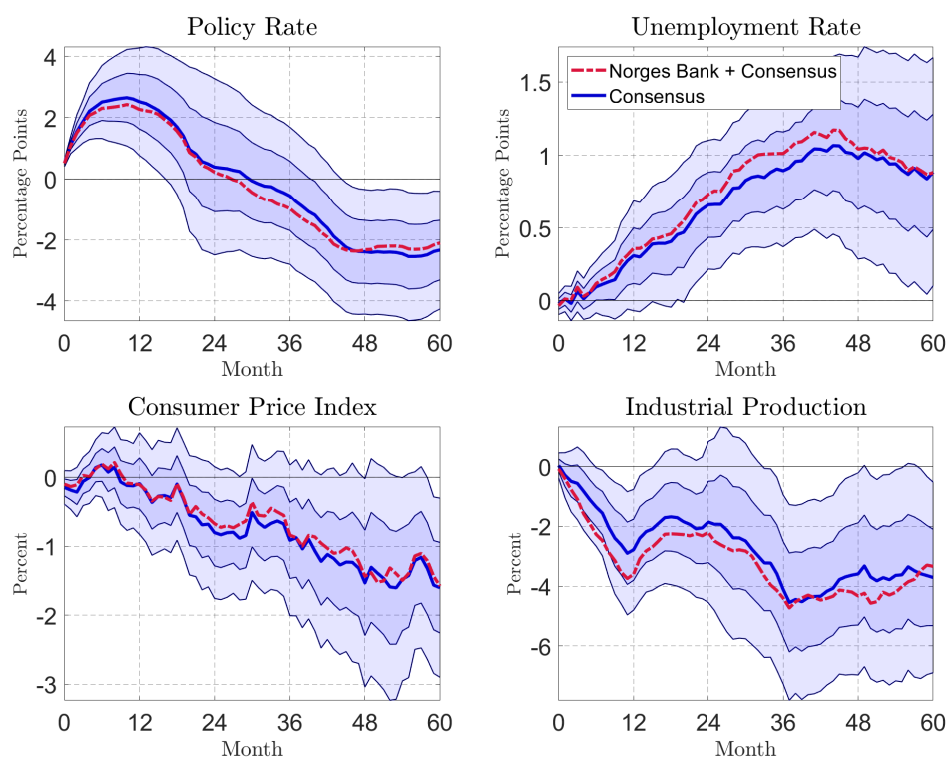 Policy Rate
Percentage Points
4
2
0
-2
-4
0 12 24 36 48 60
Month
Unemployment Rate
Percentage Points
1.5
1
0.5
0
Norges Bank + Consensus
Consensus
0 12 24 36 48 60
Month
Consumer Price Index
Percent
0
-1
-2
-3
0 12 24 36 48 60
Month
Industrial Production
Percent
0
-2
-4
-6
0 12 24 36 48 60
Month